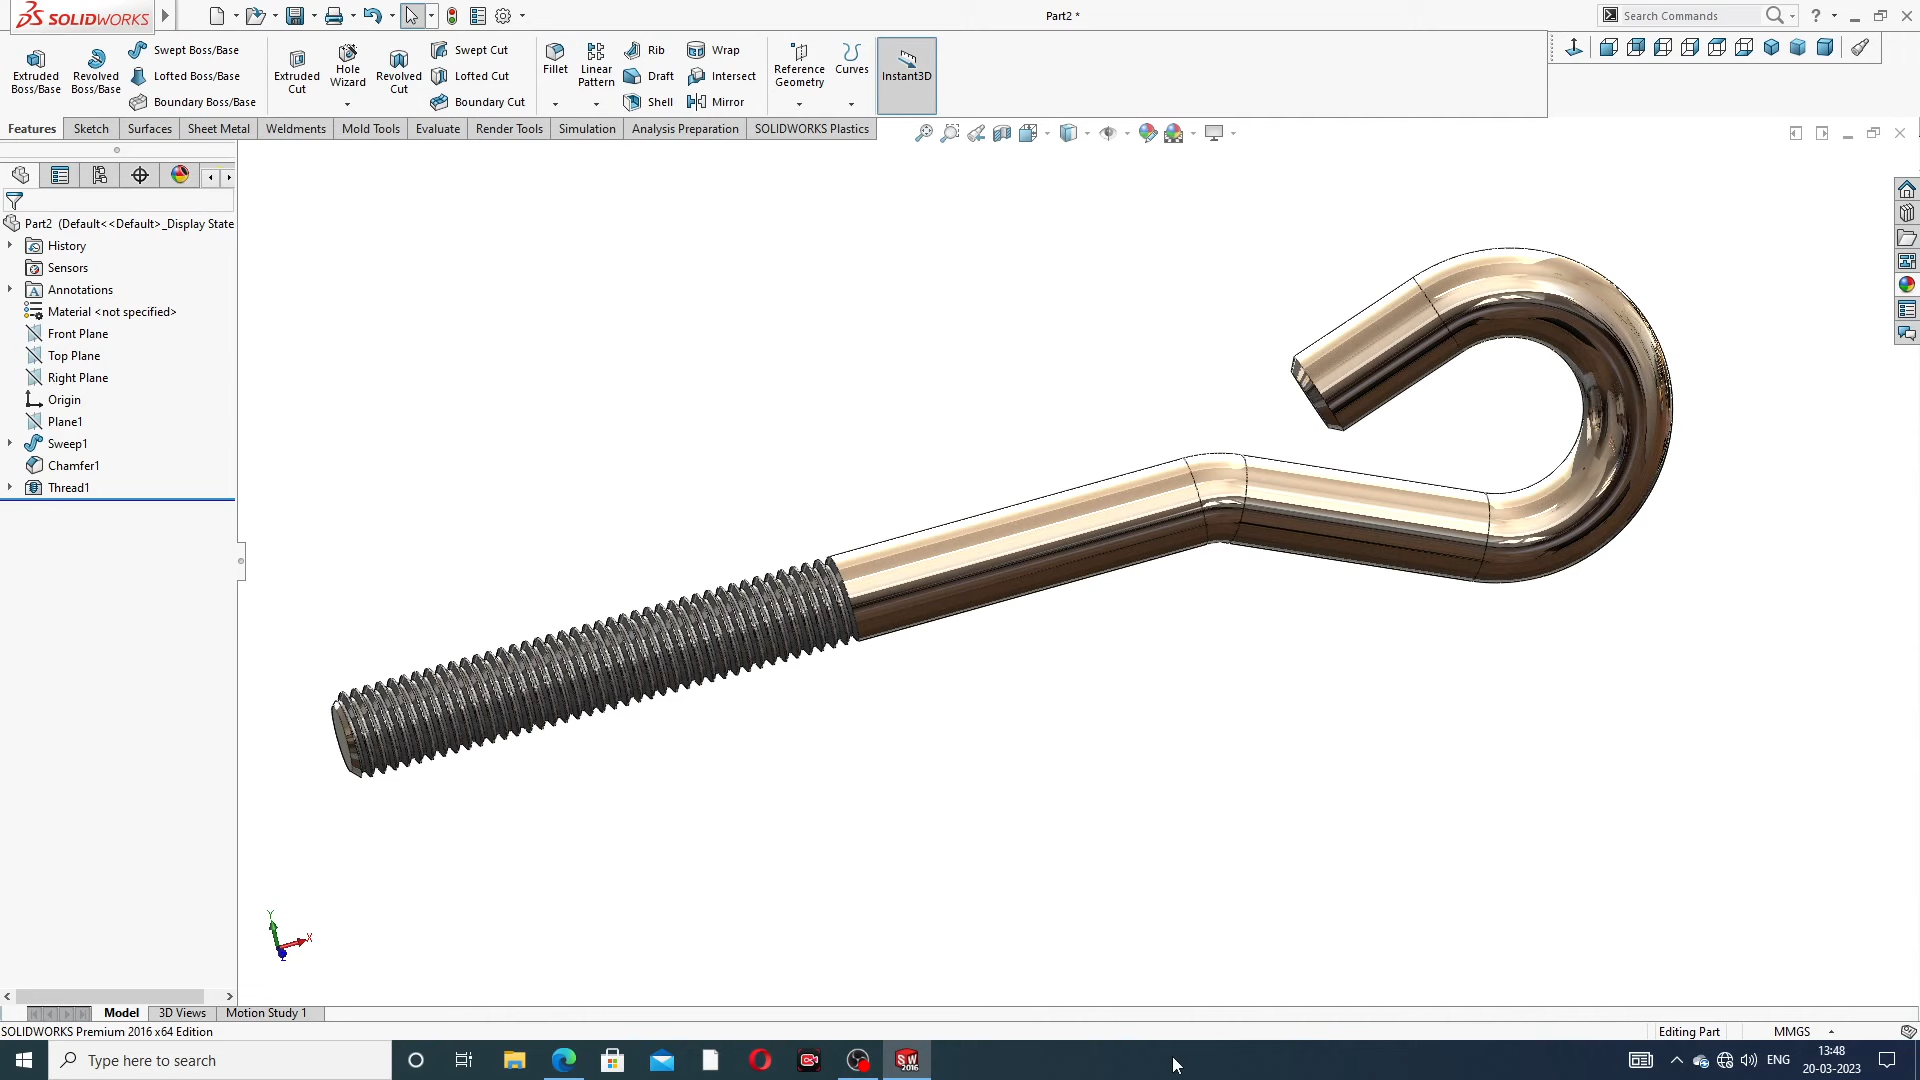 SOLIDWORKS
Part2 *
Search Commands
Extruded Boss/Base
Revolved Boss/Base
Swept Boss/Base
Lofted Boss/Base
Boundary Boss/Base
Extruded Cut
Hole Wizard
Revolved Cut
Swept Cut
Lofted Cut
Boundary Cut
Fillet
Linear Pattern
Rib
Draft
Shell
Wrap
Intersect
Mirror
Reference Geometry
Curves
Instant3D
Features
Sketch
Surfaces
Sheet Metal
Weldments
Mold Tools
Evaluate
Render Tools
Simulation
Analysis Preparation
SOLIDWORKS Plastics
Part2 (Default<<Default>_Display State
History
Sensors
Annotations
Material <not specified>
Front Plane
Top Plane
Right Plane
Origin
Plane1
Sweep1
Chamfer1
Thread1
Y
X
Z
Model
3D Views
Motion Study 1
SOLIDWORKS Premium 2016 x64 Edition
Editing Part
MMGS
Type here to search
SW
2016
ENG
13:48
20-03-2023